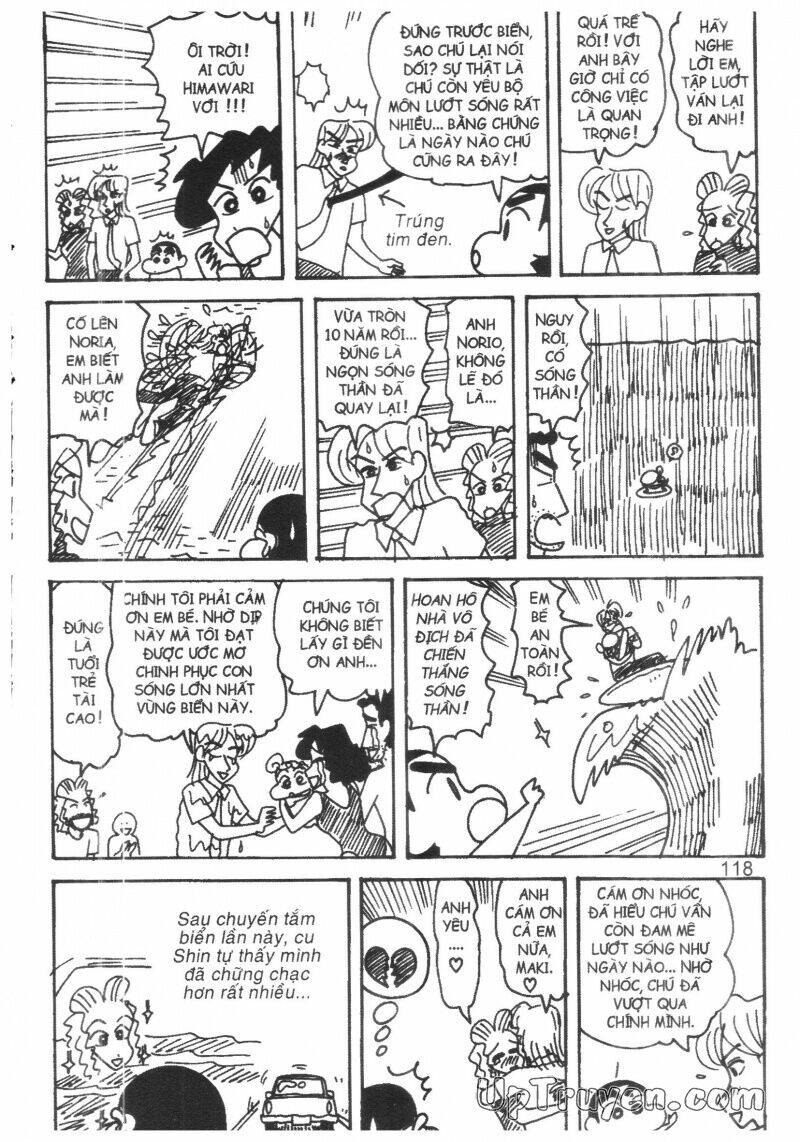 HÃY
NGHE
LỜI EM,
TẬP LƯỚT
VÁN LẠI
ĐI ANH!
QUÁ TRỄ
RỒI! VỚI
ANH BÂY
GIỜ CHỈ CÓ
CÔNG VIỆC
LÀ QUAN
TRỌNG!
ĐỨNG TRƯỚC BIỂN,
SAO CHÚ LẠI NÓI
DỐI? SỰ THẬT LÀ
CHÚ CÒN YÊU BỘ
MÔN LƯỚT SÓNG RẤT
NHIỀU... BẰNG CHỨNG
LÀ NGÀY NÀO CHÚ
CŨNG RA ĐÂY!
Trúng
tim đen.
ÔI TRỜI!
AI CỨU
HIMAWARI
VỚI !!!
NGUY
RỒI,
CÓ
SÓNG
THẦN!
ANH
NORIO,
KHÔNG
LẼ ĐÓ
LÀ...
VỪA TRÒN
10 NĂM RỒI...
ĐÚNG LÀ
NGỌN SÓNG
THẦN ĐÃ
QUAY LẠI!
CỐ LÊN
NORIA,
EM BIẾT
ANH LÀM
ĐƯỢC
MÀ!
EM
BÉ
AN
TOÀN
RỒI!
HOAN HÔ
NHÀ VÔ
ĐỊCH ĐÃ
CHIẾN
THẮNG
SÓNG
THẦN!
CHÚNG TÔI
KHÔNG BIẾT
LẤY GÌ ĐỀN
ƠN ANH...
CHÍNH TÔI PHẢI CẢM
ƠN EM BÉ. NHỜ DỊP
NÀY MÀ TÔI ĐẠT
ĐƯỢC ƯỚC MƠ
CHINH PHỤC CON
SÓNG LỚN NHẤT
VÙNG BIỂN NÀY.
ĐÚNG
LÀ
TUỔI
TRẺ
TÀI
CAO!
118
CÁM ƠN NHÓC,
ĐÃ HIỂU CHÚ VẪN
CÒN ĐAM MÊ
LƯỚT SÓNG NHƯ
NGÀY NÀO... NHỜ
NHÓC, CHÚ ĐÃ
VƯỢT QUA
CHÍNH MÌNH.
ANH
CÁM ƠN
CẢ EM
NỮA,
MAKI.
♡
ANH
YÊU
....
♡
Sau chuyến tắm
biển lần này, cu
Shin tự thấy mình
đã chững chạc
hơn rất nhiều...
UpTruyen.com